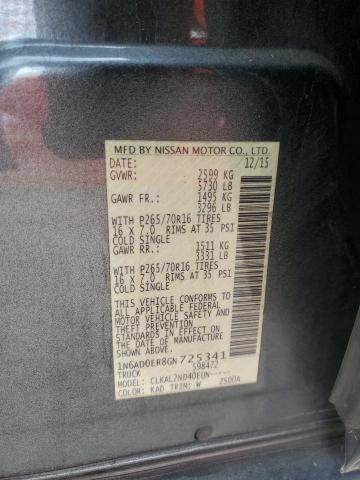 MFD BY NISSAN MOTOR CO., LTD.
DATE: 12/15
GVWR: 2599 KG
5730 LB
GAWR FR.: 1495 KG
3296 LB
WITH P265/70R16 TIRES
16 X 7.0 RIMS AT 35 PSI
COLD SINGLE
GAWR RR.: 1511 KG
3331 LB
WITH P265/70R16 TIRES
16 X 7.0 RIMS AT 35 PSI
COLD SINGLE
THIS VEHICLE CONFORMS TO
ALL APPLICABLE FEDERAL
MOTOR VEHICLE SAFETY
STANDARDS IN EFFECT ON
THE DATE OF MANUFACTURE
SHOWN ABOVE
1N6AD0ER8GN725341
TRUCK 598472
MODEL: CLKAL2ND40EUN-----
COLOR: KAD TRIM: W 2500A